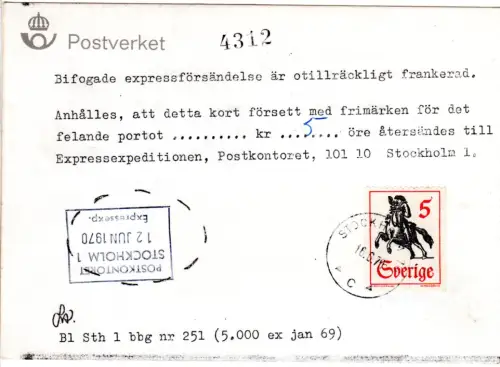 Postverket
4312
Bifogade expressförsändelse är otillräckligt frankerad.
Anhålles, att detta kort försett med frimärken för det
felande portot .......... kr ...5.... öre återsändes till
Expressexpeditionen, Postkontoret, 101 10 Stockholm 1.
POSTKONTORET
STOCKHOLM 1
12 JUN 1970
Expressexp.
5
Sverige
Bl Sth 1 bbg nr 251 (5.000 ex jan 69)